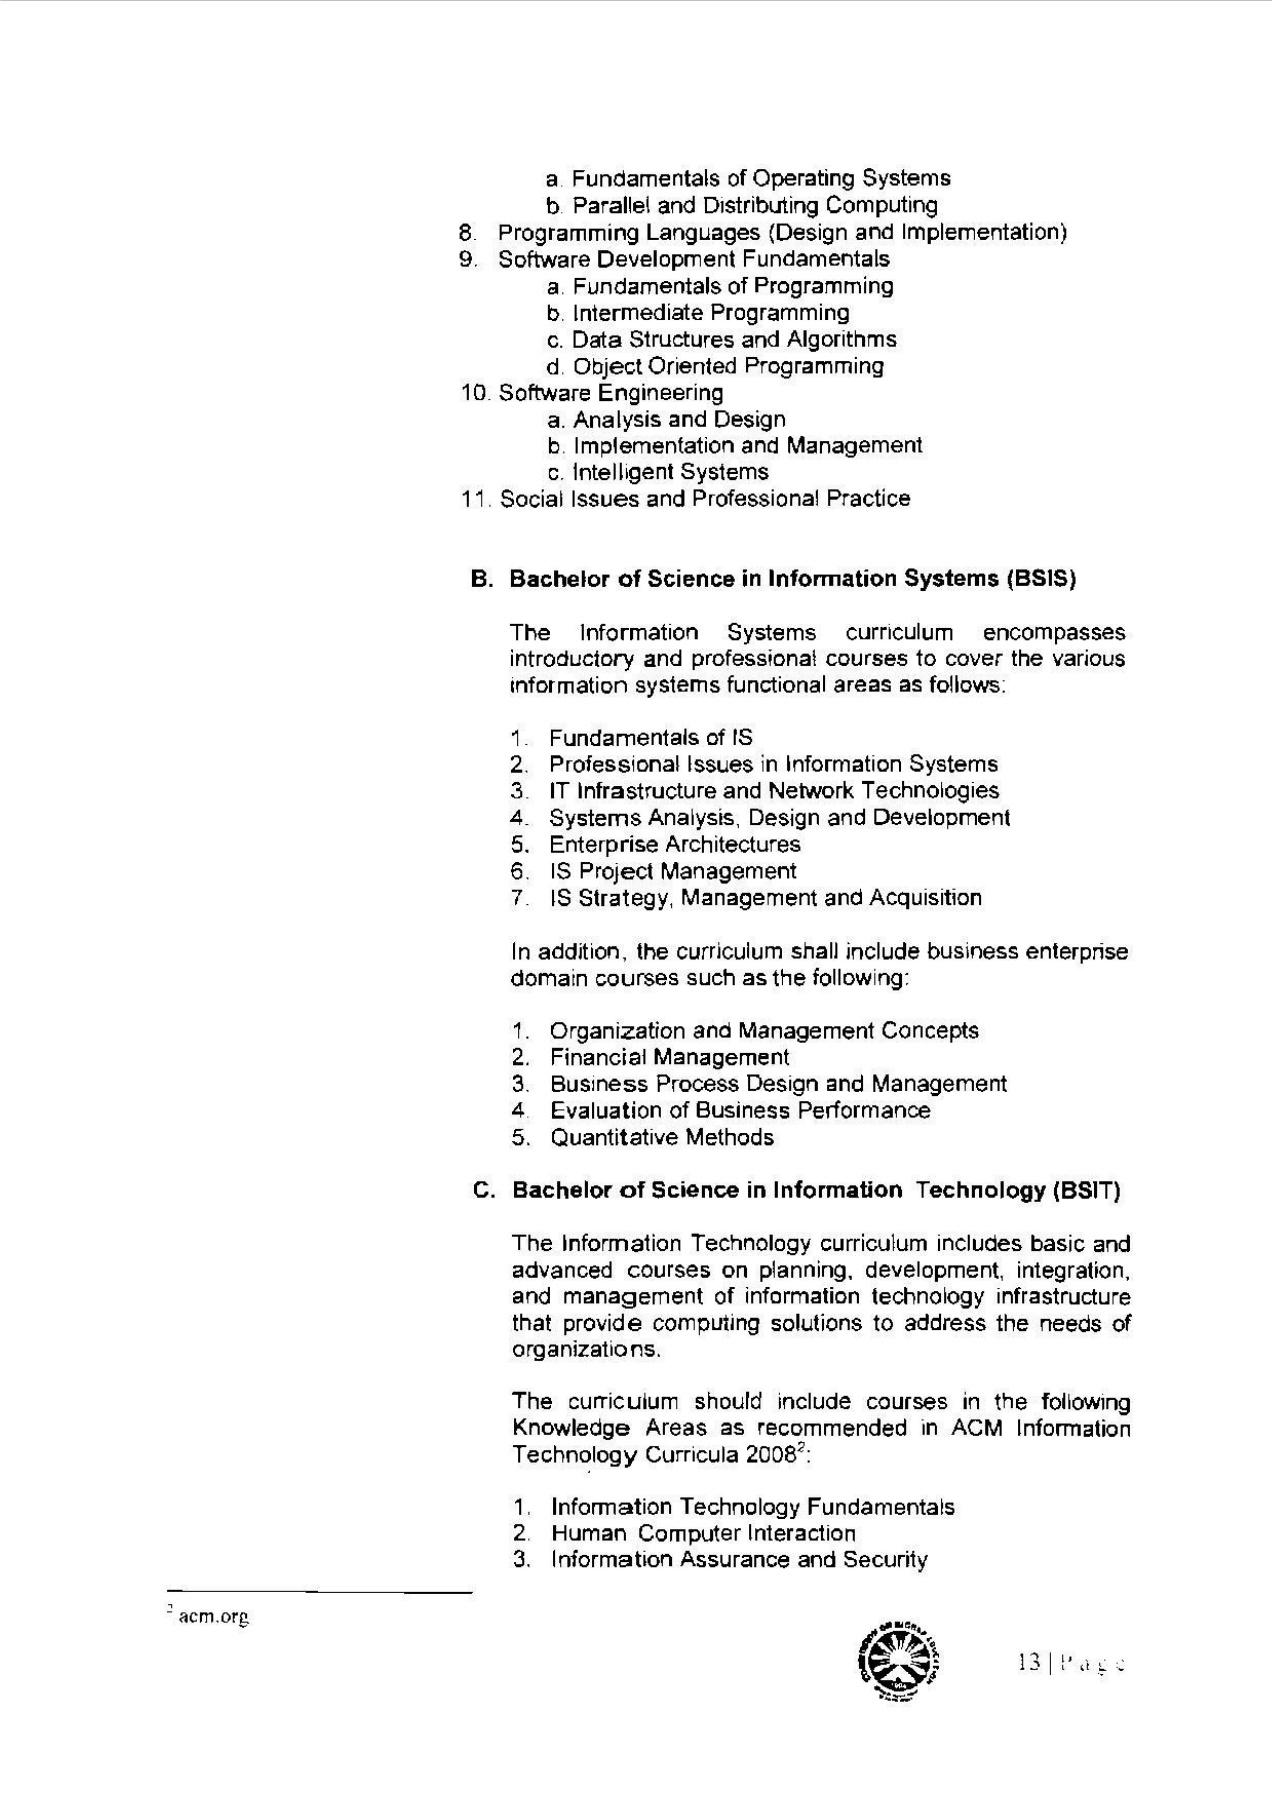 a. Fundamentals of Operating Systems
b. Parallel and Distributing Computing
8. Programming Languages (Design and Implementation)
9. Software Development Fundamentals
a. Fundamentals of Programming
b. Intermediate Programming
c. Data Structures and Algorithms
d. Object Oriented Programming
10. Software Engineering
a. Analysis and Design
b. Implementation and Management
c. Intelligent Systems
11. Social Issues and Professional Practice
B. Bachelor of Science in Information Systems (BSIS)
The Information Systems curriculum encompasses
introductory and professional courses to cover the various
information systems functional areas as follows:
1. Fundamentals of IS
2. Professional Issues in Information Systems
3. IT Infrastructure and Network Technologies
4. Systems Analysis, Design and Development
5. Enterprise Architectures
6. IS Project Management
7. IS Strategy, Management and Acquisition
In addition, the curriculum shall include business enterprise
domain courses such as the following:
1. Organization and Management Concepts
2. Financial Management
3. Business Process Design and Management
4. Evaluation of Business Performance
5. Quantitative Methods
C. Bachelor of Science in Information Technology (BSIT)
The Information Technology curriculum includes basic and
advanced courses on planning, development, integration,
and management of information technology infrastructure
that provide computing solutions to address the needs of
organizations.
The curriculum should include courses in the following
Knowledge Areas as recommended in ACM Information
Technology Curricula 2008²:
1. Information Technology Fundamentals
2. Human Computer Interaction
3. Information Assurance and Security
² acm.org
13 | Page